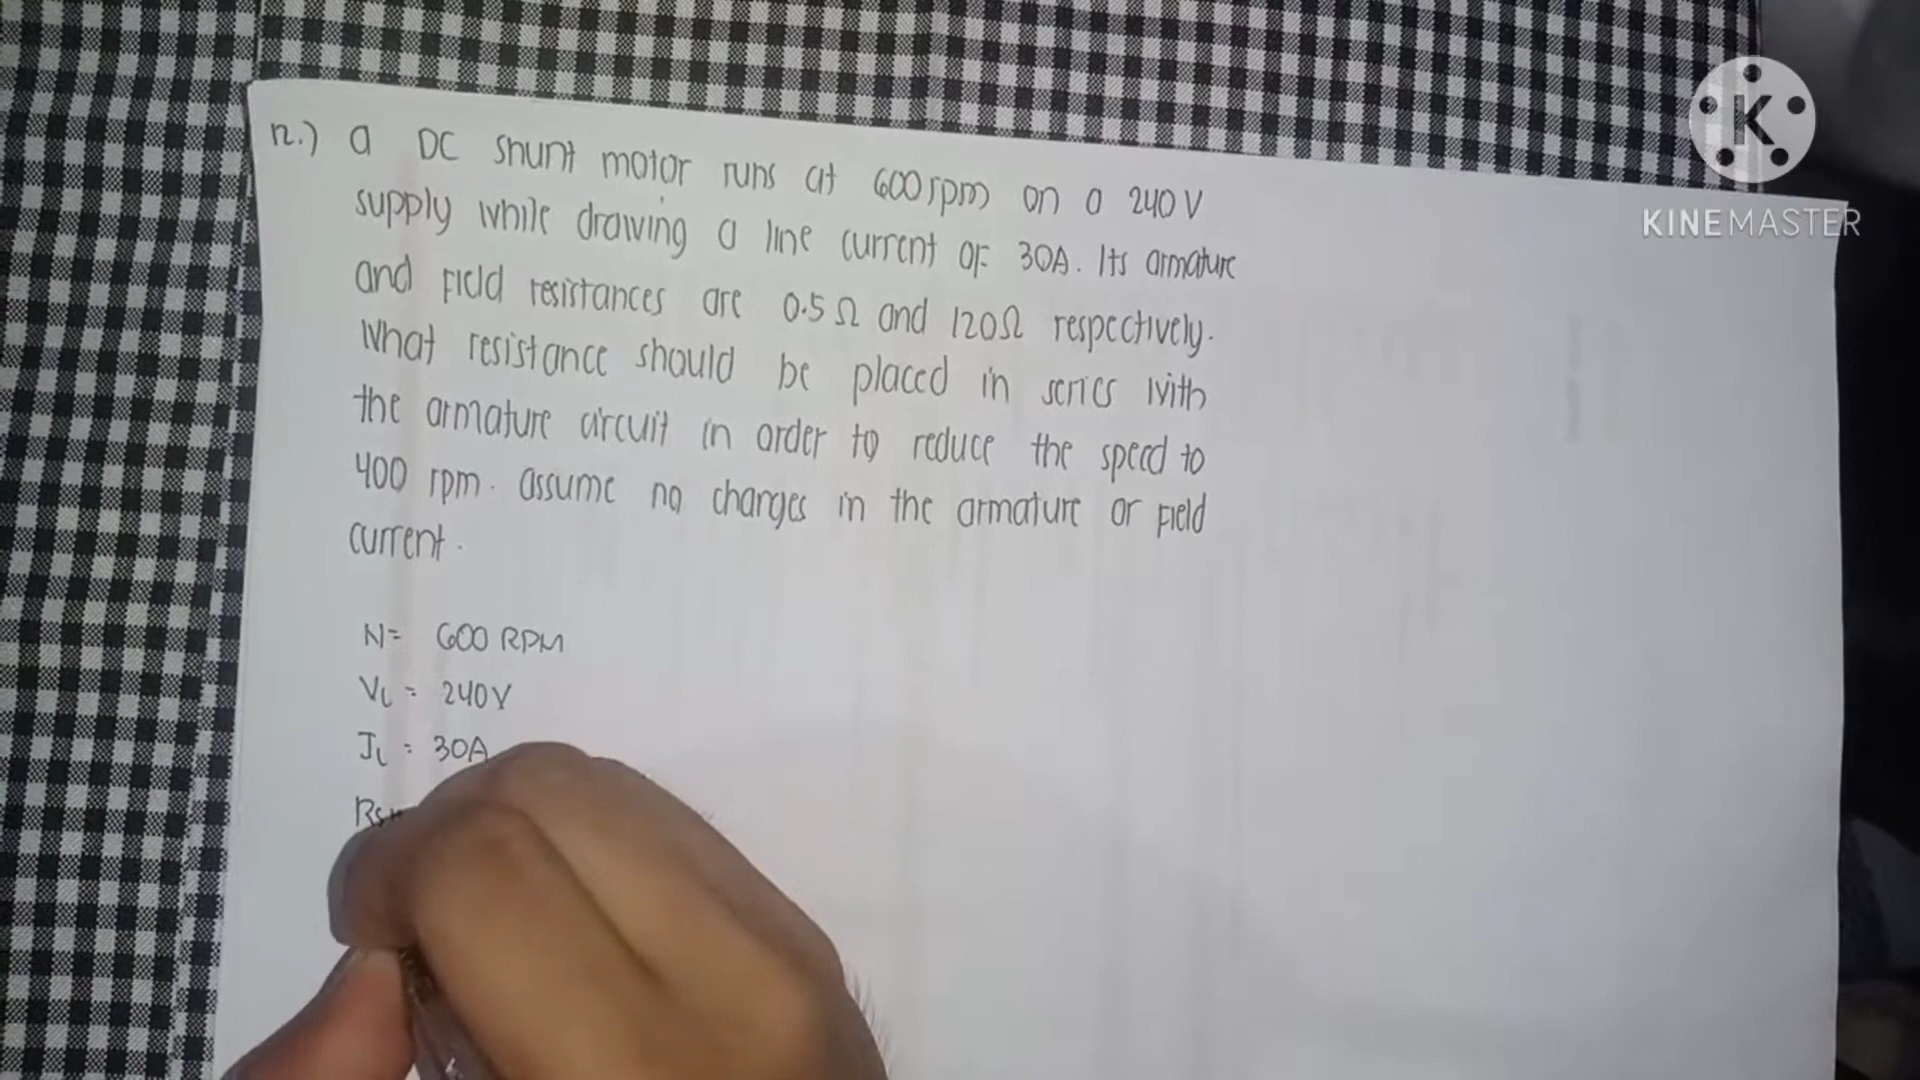 12.) a DC shunt motor runs at 600 rpm on a 240 V
supply while drawing a line current of 30A. Its armature
and field resistances are 0.5 Ω and 120Ω respectively.
What resistance should be placed in series with
the armature circuit in order to reduce the speed to
400 rpm. assume no changes in the armature or field
current.
N= 600 RPM
VL = 240V
IL = 30A
K
KINEMASTER